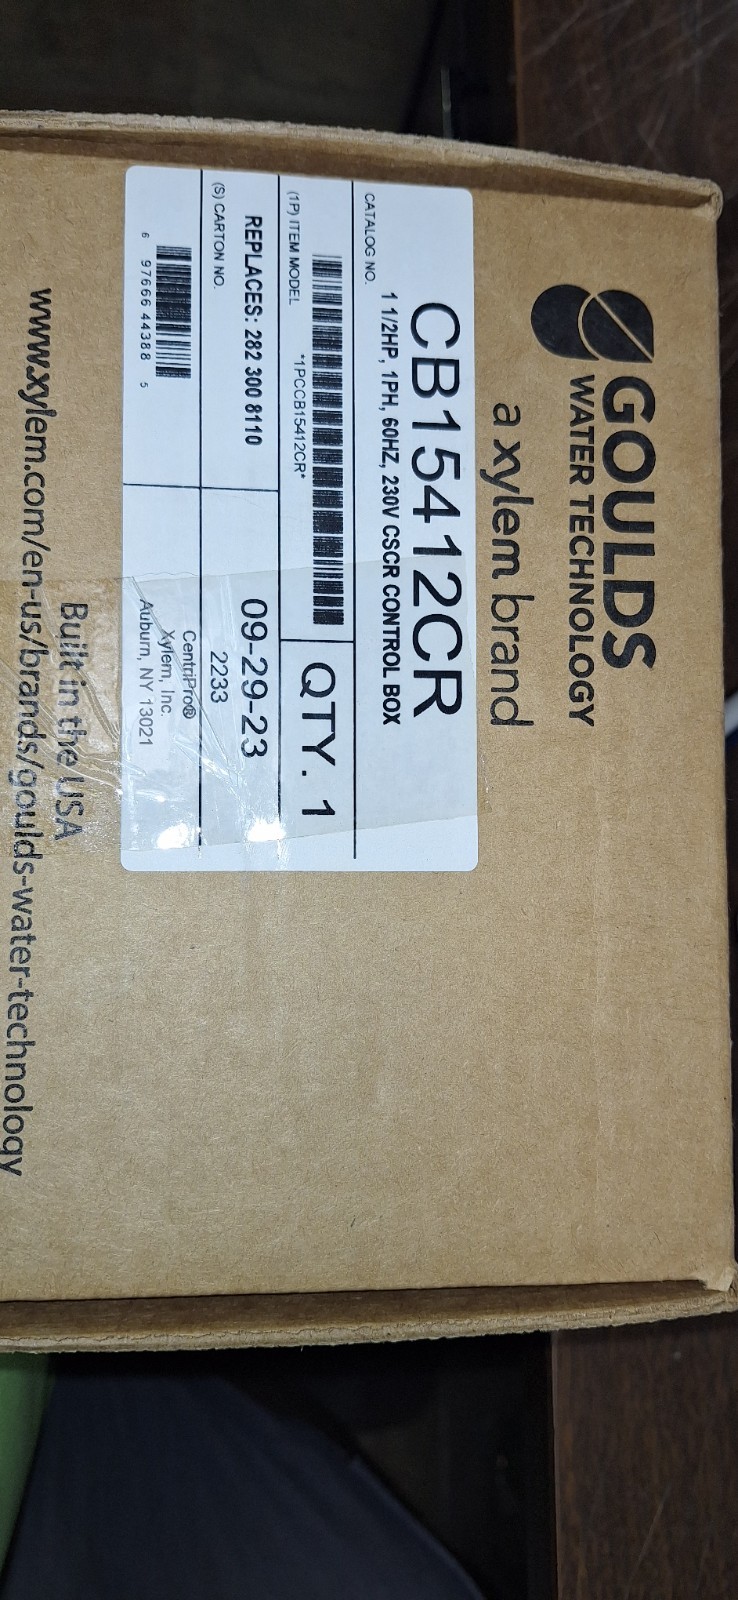 GOULDS
WATER TECHNOLOGY
a xylem brand
CATALOG NO.
CB15412CR
1 1/2HP, 1PH, 60HZ, 230V CSCR CONTROL BOX
(1P) ITEM MODEL
*1PCCB15412CR*
QTY. 1
REPLACES: 282 300 8110
09-29-23
(S) CARTON NO.
2233
6 97666 44388 5
CentriPro®
Xylem, Inc.
Auburn, NY 13021
Built in the USA
www.xylem.com/en-us/brands/goulds-water-technology